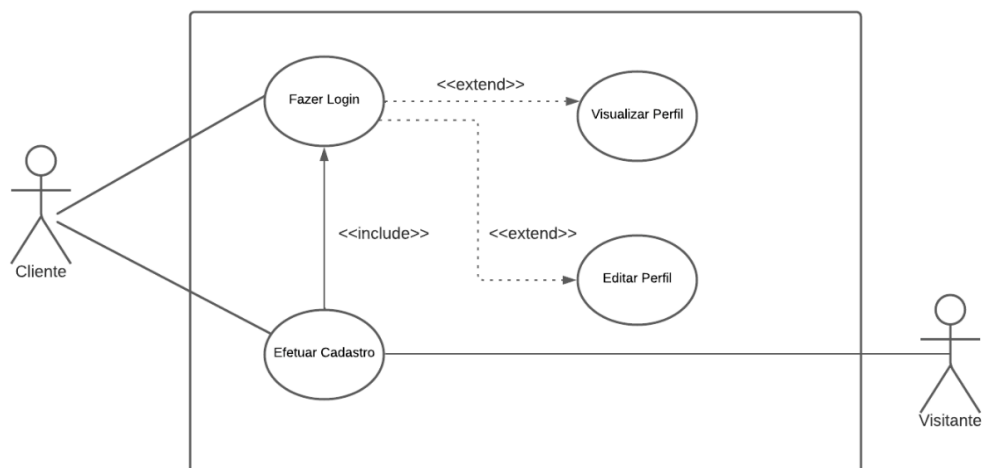 <<extend>>
Fazer Login
Visualizar Perfil
<<include>>
<<extend>>
Cliente
Editar Perfil
Efetuar Cadastro
Visitante